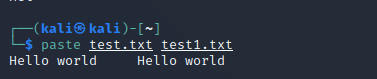 ┌──(kali㉿kali)-[~]
└─$ paste test.txt test1.txt
Hello world     Hello world